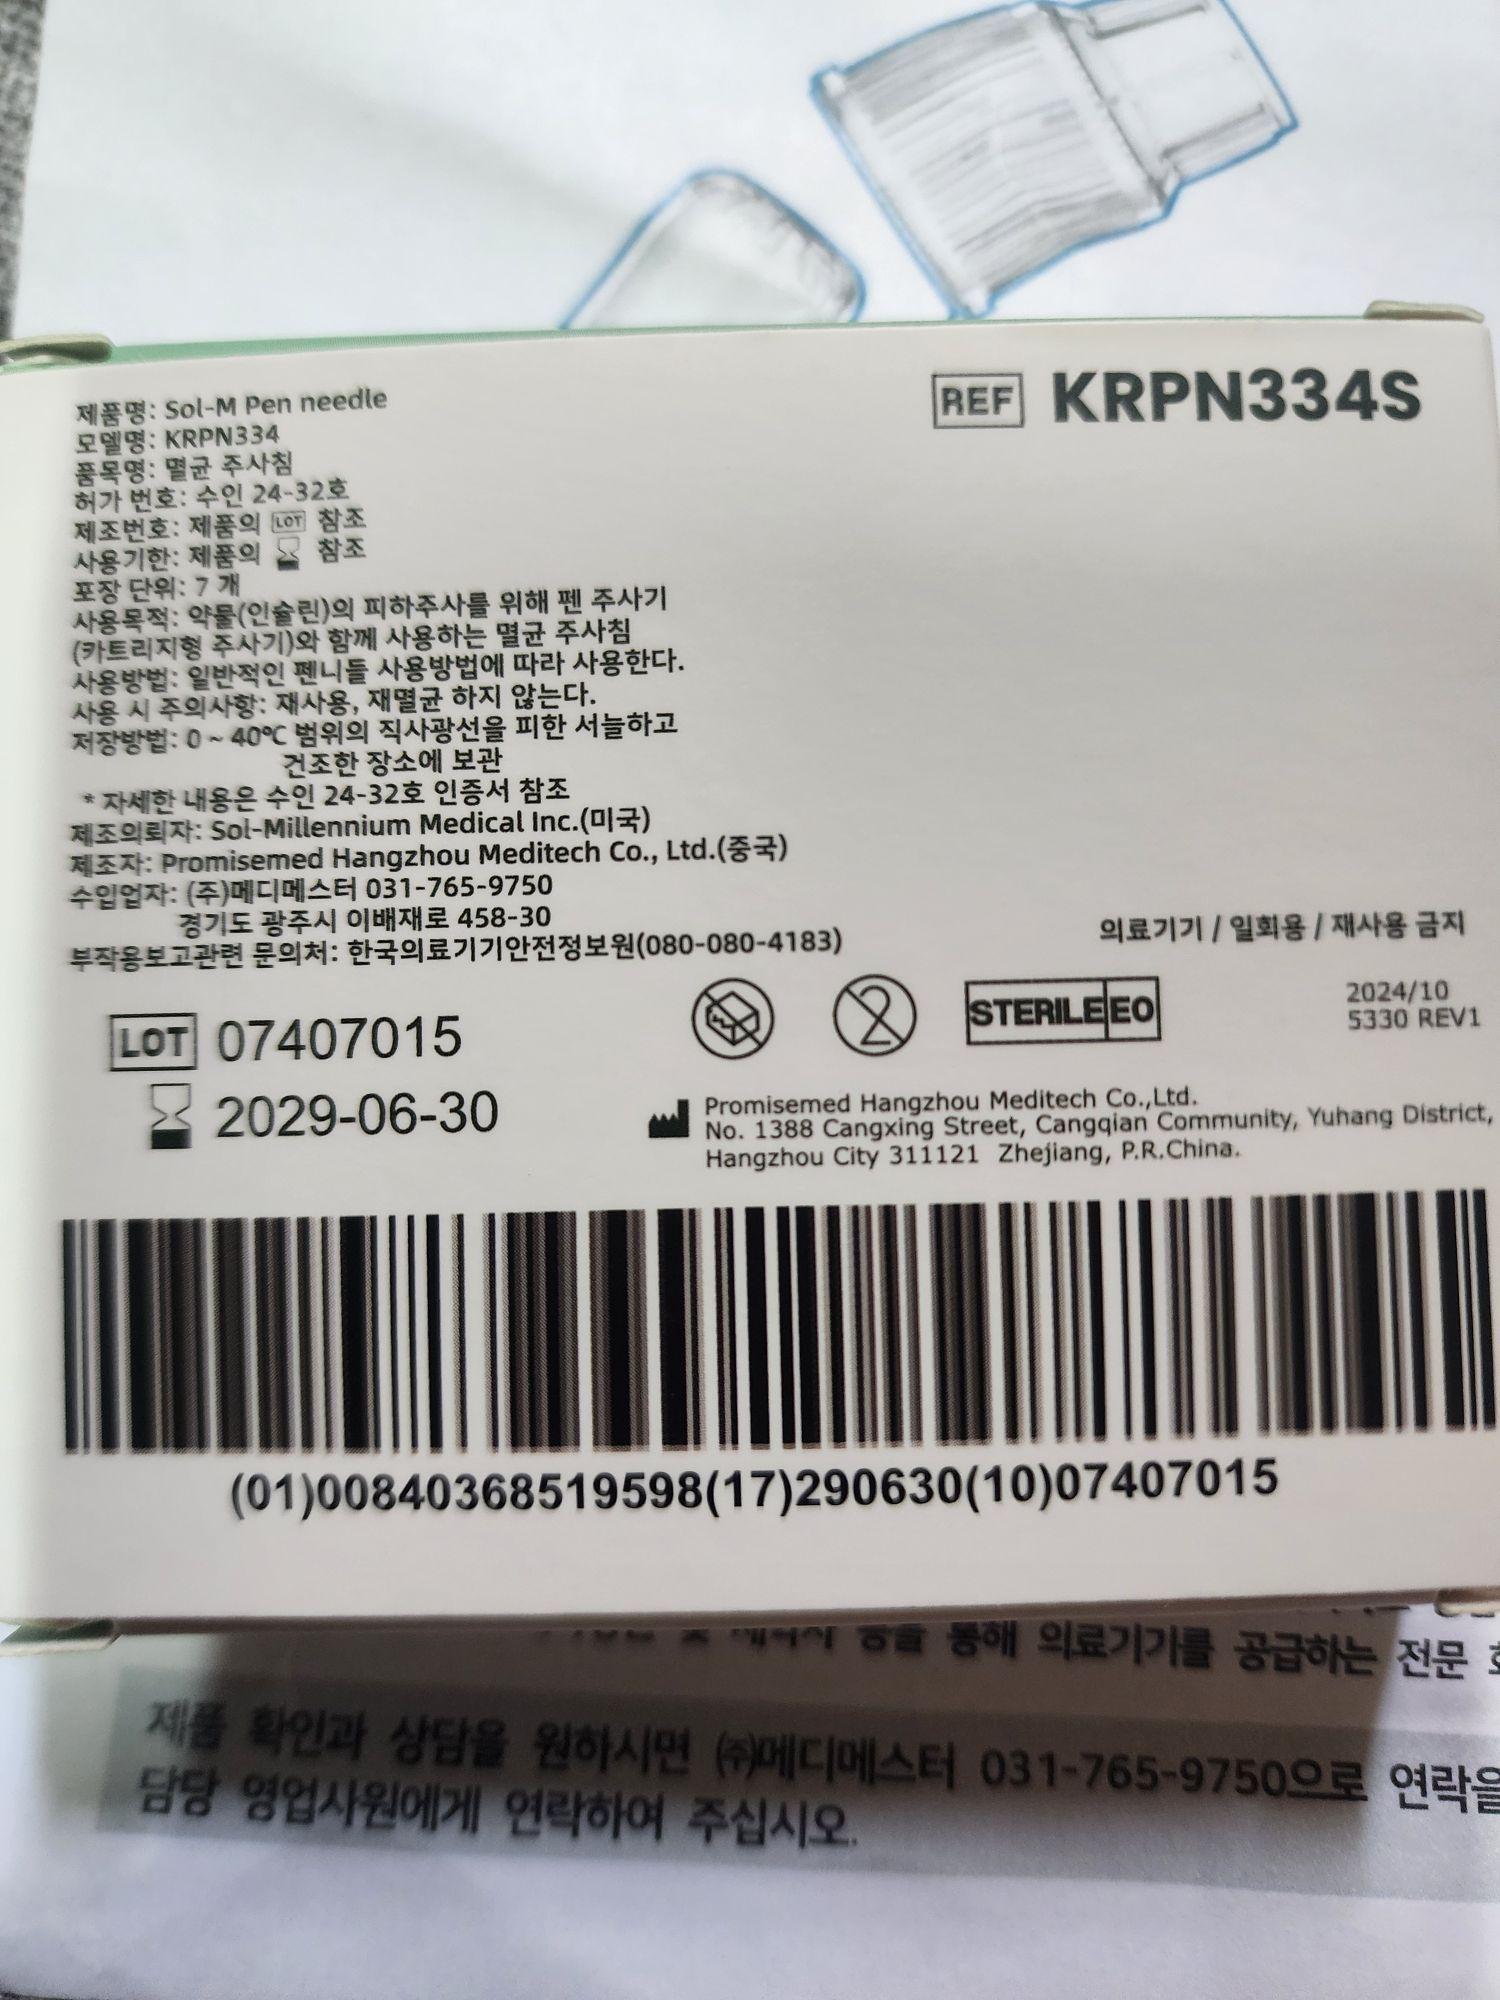 제품명: Sol-M Pen needle
모델명: KRPN334
품목명: 멸균 주사침
허가 번호: 수인 24-32호
제조번호: 제품의 LOT 참조
사용기한: 제품의 참조
포장 단위: 7 개
사용목적: 약물(인슐린)의 피하주사를 위해 펜 주사기
(카트리지형 주사기)와 함께 사용하는 멸균 주사침
사용방법: 일반적인 펜니들 사용방법에 따라 사용한다.
사용 시 주의사항: 재사용, 재멸균 하지 않는다.
저장방법: 0 ~ 40℃ 범위의 직사광선을 피한 서늘하고
건조한 장소에 보관
* 자세한 내용은 수인 24-32호 인증서 참조
제조의뢰자: Sol-Millennium Medical Inc.(미국)
제조자: Promisemed Hangzhou Meditech Co., Ltd.(중국)
수입업자: (주)메디메스터 031-765-9750
경기도 광주시 이배재로 458-30
부작용보고관련 문의처: 한국의료기기안전정보원(080-080-4183)
REF KRPN334S
의료기기 / 일회용 / 재사용 금지
LOT 07407015
2029-06-30
2
STERILE EO
2024/10
5330 REV1
Promisemed Hangzhou Meditech Co.,Ltd.
No. 1388 Cangxing Street, Cangqian Community, Yuhang District,
Hangzhou City 311121 Zhejiang, P.R.China.
(01)00840368519598(17)290630(10)07407015
등을 통해 의료기기를 공급하는 전문
제품 확인과 상담을 원하시면 ㈜메디메스터 031-765-9750으로 연락을
담당 영업사원에게 연락하여 주십시오.